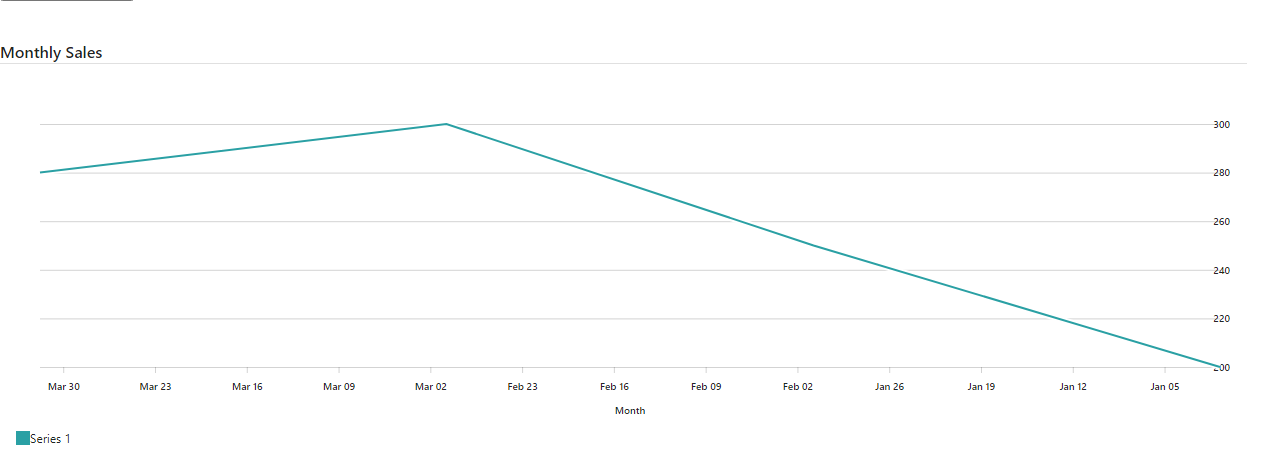 Monthly Sales
300
280
260
240
220
200
Mar 30 Mar 23 Mar 16 Mar 09 Mar 02 Feb 23 Feb 16 Feb 09 Feb 02 Jan 26 Jan 19 Jan 12 Jan 05
Month
Series 1